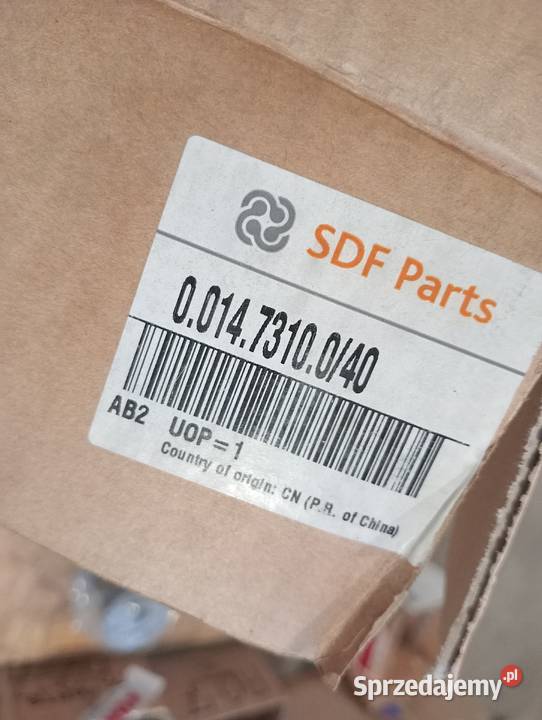 SDF Parts
0.014.7310.0/40
AB2 UOP = 1
Country of origin: CN (P.R. of China)
Sprzedajemy.pl